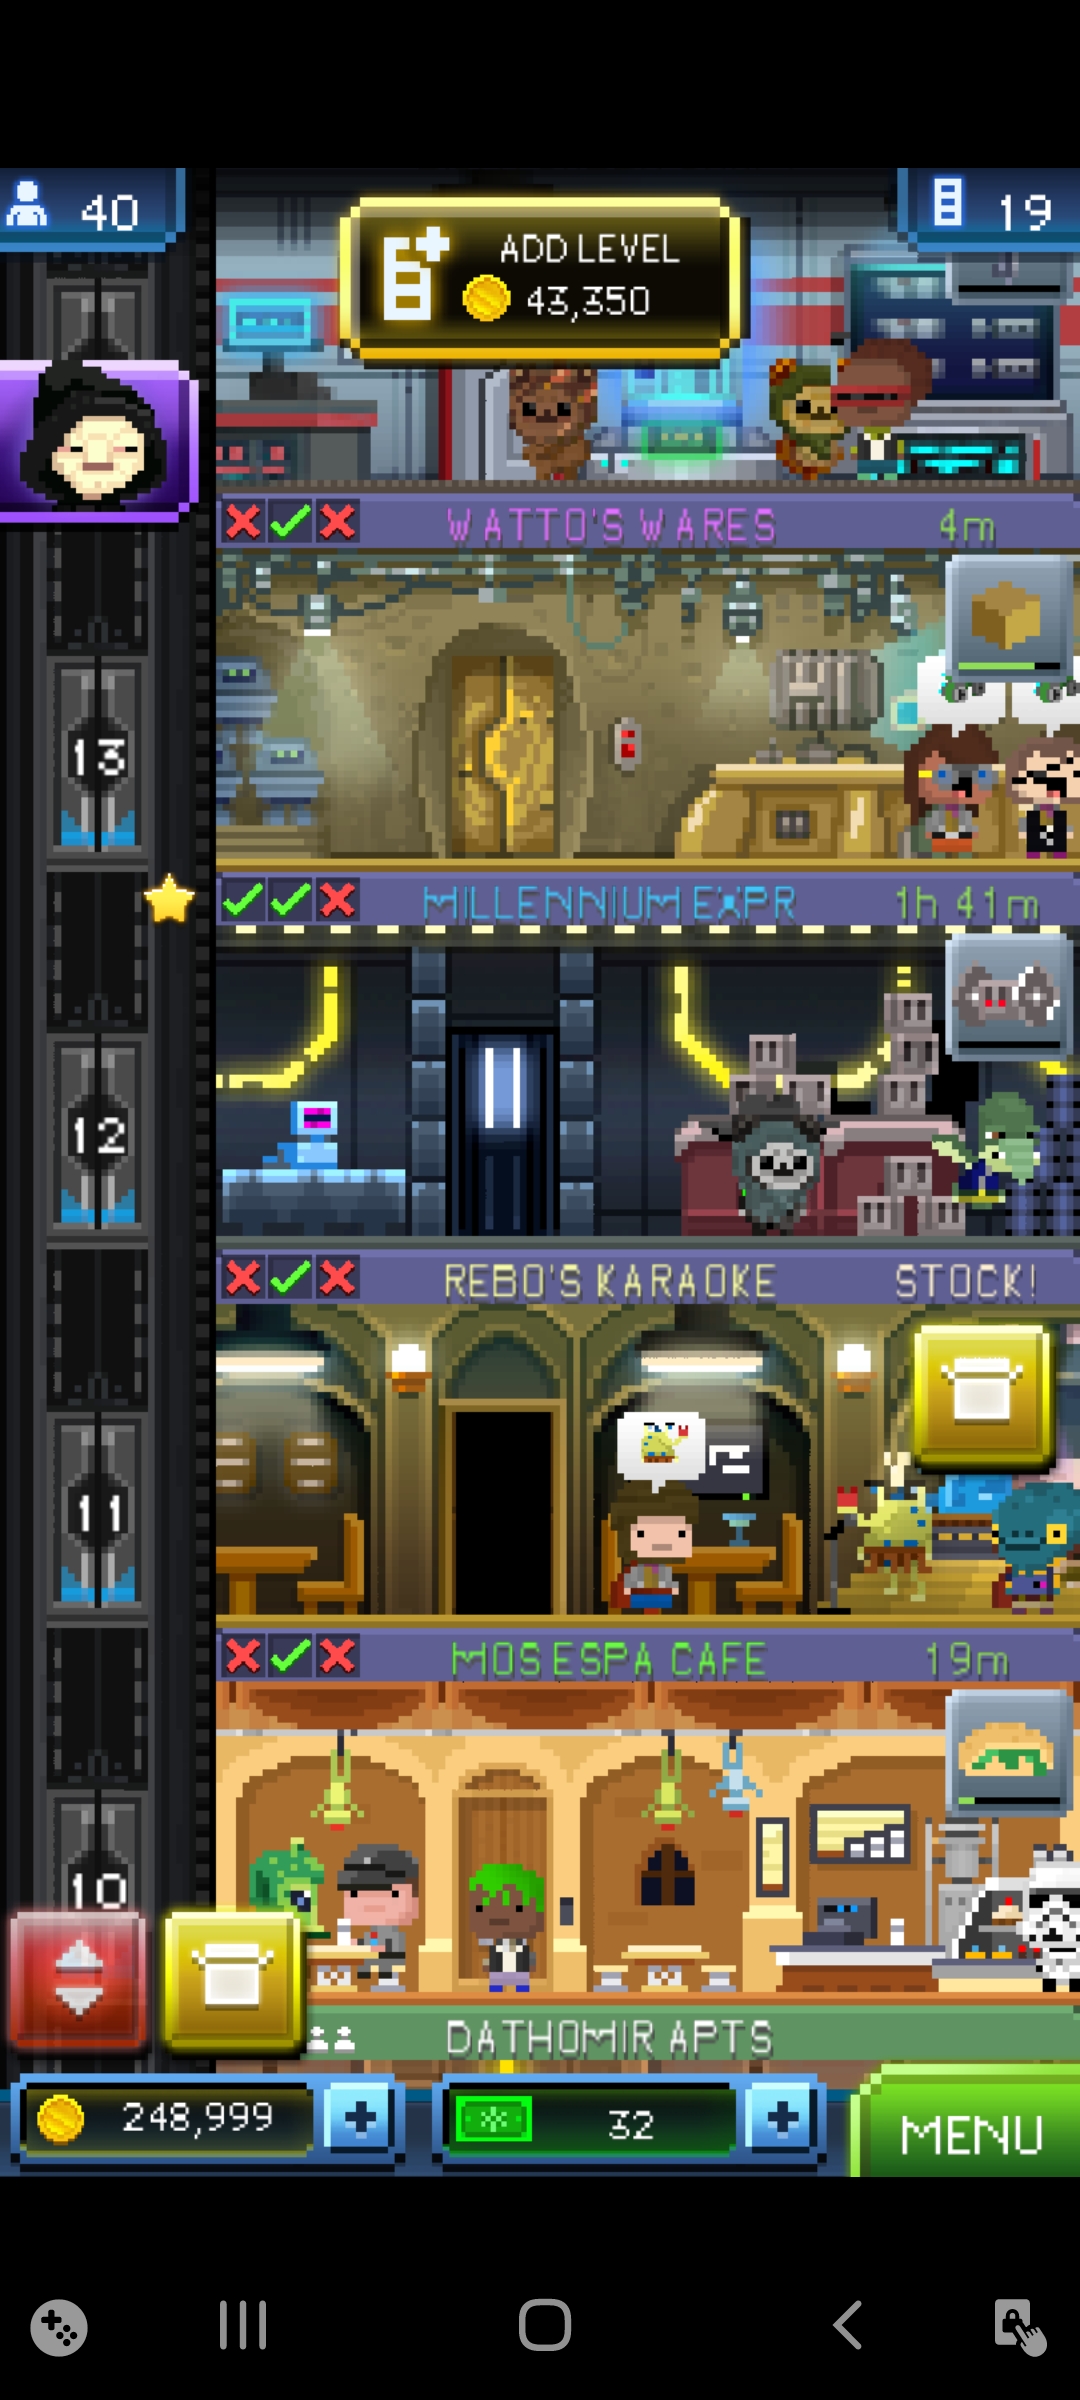 40
ADD LEVEL
43,350
19
WATTO'S WARES
4m
13
MILLENNIUM EXPR
1h 41m
12
REBO'S KARAOKE
STOCK!
11
MOS ESPA CAFE
19m
10
DATHOMIR APTS
248,999
+
32
+
MENU